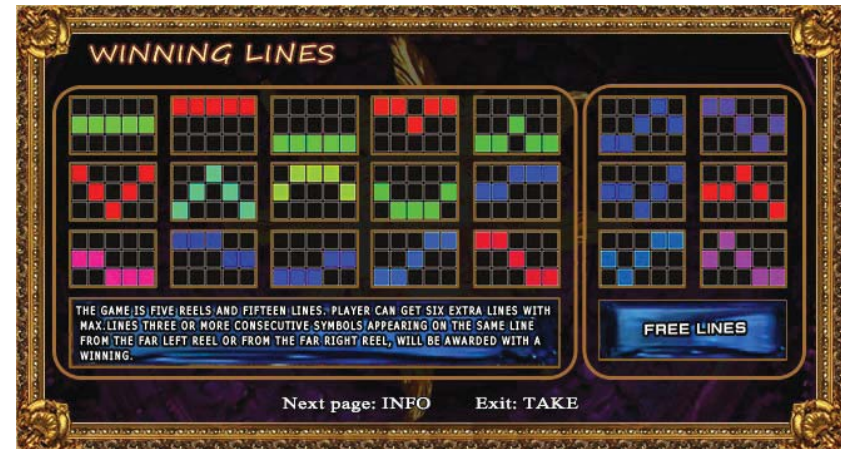 WINNING LINES
THE GAME IS FIVE REELS AND FIFTEEN LINES. PLAYER CAN GET SIX EXTRA LINES WITH
MAX.LINES THREE OR MORE CONSECUTIVE SYMBOLS APPEARING ON THE SAME LINE
FROM THE FAR LEFT REEL OR FROM THE FAR RIGHT REEL, WILL BE AWARDED WITH A
WINNING.
FREE LINES
Next page: INFO Exit: TAKE